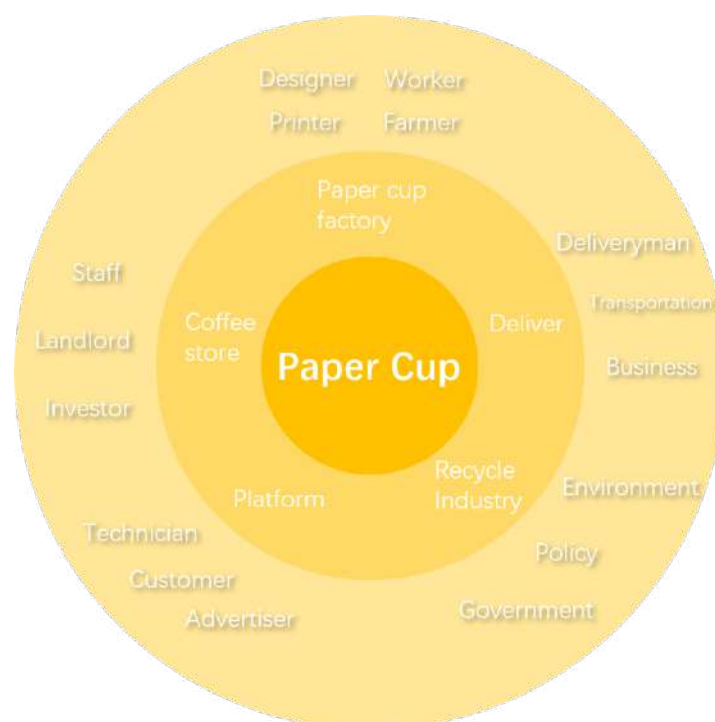 Designer Worker
Printer Farmer
Paper cup
factory
Deliveryman
Staff
Transportation
Coffee
store
Deliver
Landlord
Paper Cup
Business
Investor
Recycle
Industry
Platform
Environment
Technician
Policy
Customer
Government
Advertiser